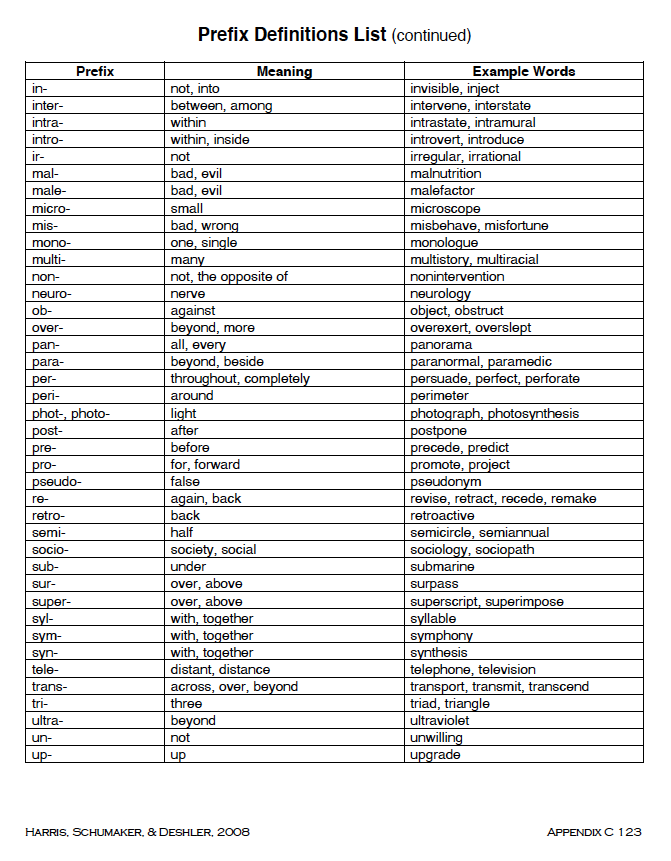 Prefix Definitions List (continued)
Prefix Meaning Example Words
in- not, into invisible, inject
inter- between, among intervene, interstate
intra- within intrastate, intramural
intro- within, inside introvert, introduce
ir- not irregular, irrational
mal- bad, evil malnutrition
male- bad, evil malefactor
micro- small microscope
mis- bad, wrong misbehave, misfortune
mono- one, single monologue
multi- many multistory, multiracial
non- not, the opposite of nonintervention
neuro- nerve neurology
ob- against object, obstruct
over- beyond, more overexert, overslept
pan- all, every panorama
para- beyond, beside paranormal, paramedic
per- throughout, completely persuade, perfect, perforate
peri- around perimeter
phot-, photo- light photograph, photosynthesis
post- after postpone
pre- before precede, predict
pro- for, forward promote, project
pseudo- false pseudonym
re- again, back revise, retract, recede, remake
retro- back retroactive
semi- half semicircle, semiannual
socio- society, social sociology, sociopath
sub- under submarine
sur- over, above surpass
super- over, above superscript, superimpose
syl- with, together syllable
sym- with, together symphony
syn- with, together synthesis
tele- distant, distance telephone, television
trans- across, over, beyond transport, transmit, transcend
tri- three triad, triangle
ultra- beyond ultraviolet
un- not unwilling
up- up upgrade
HARRIS, SCHUMAKER, & DESHLER, 2008 APPENDIX C 123